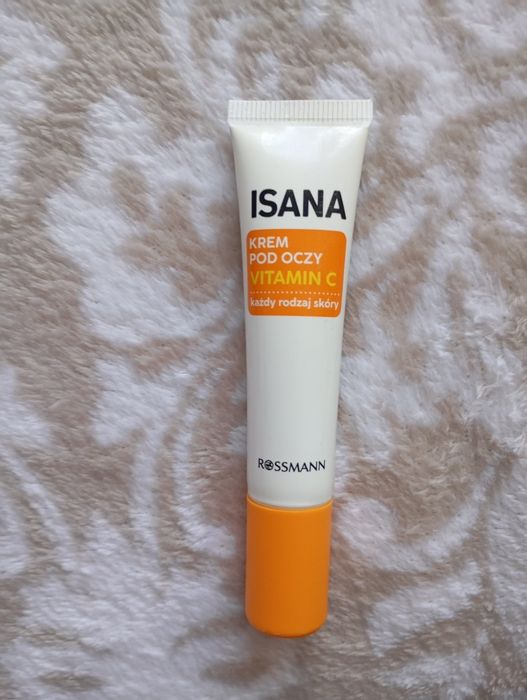 ISANA
KREM
POD OCZY
VITAMIN C
każdy rodzaj skóry
ROSSMANN